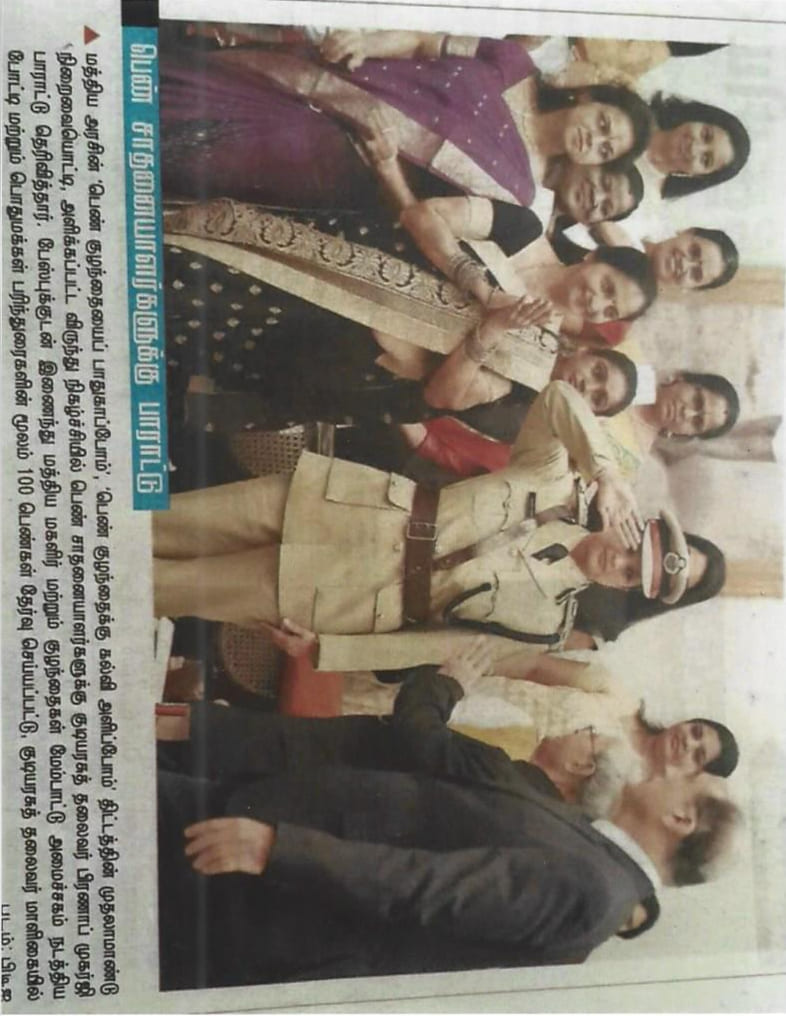 பெண் சாதனையாளர்களுக்கு பாராட்டு
▲ மத்திய அரசின் 'பெண் குழந்தையைப் பாதுகாப்போம்', 'பெண் குழந்தைக்கு கல்வி அளிப்போம்' திட்டத்தின் முதலாமாண்டு
நிறைவையொட்டி, அளிக்கப்பட்ட விருந்து நிகழ்ச்சியில் பெண் சாதனையாளர்களுக்கு குடியரசுத் தலைவர் பிரணாப் முகர்ஜி
பாராட்டு தெரிவித்தார். பேஸ்புக்குடன் இணைந்து மத்திய மகளிர் மற்றும் குழந்தைகள் மேம்பாட்டு அமைச்சகம் நடத்திய
போட்டி மற்றும் பொதுமக்கள் பரிந்துரைகளின் மூலம் 100 பெண்கள் தேர்வு செய்யப்பட்டு, குடியரசுத் தலைவர் மாளிகையில்
படம்: பிடிஐ